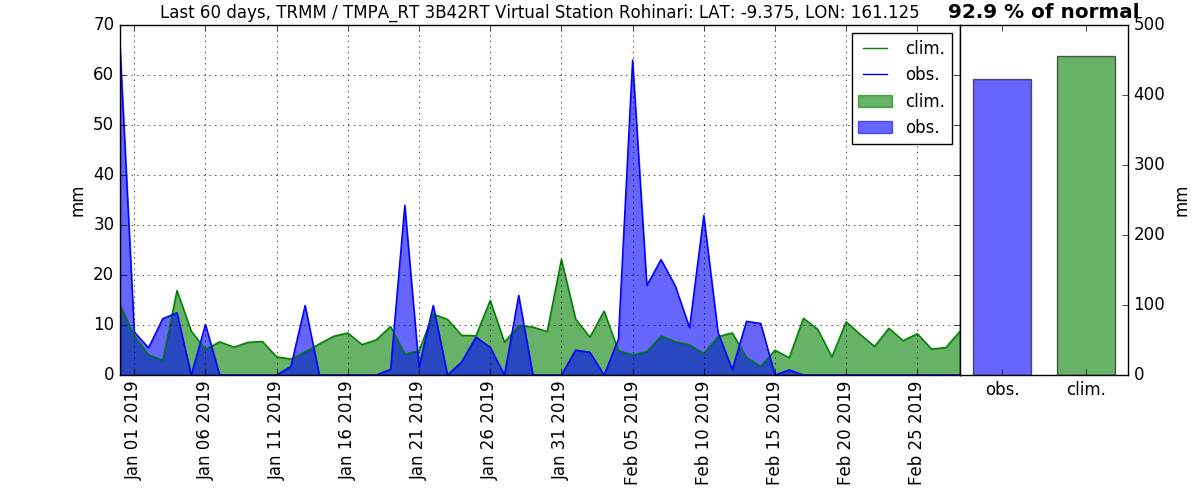 Last 60 days, TRMM / TMPA_RT 3B42RT Virtual Station Rohinari: LAT: -9.375, LON: 161.125
92.9 % of normal
70
60
50
40
30
20
10
0
mm
clim.
obs.
clim.
obs.
500
400
300
200
100
0
mm
obs.
clim.
Jan 01 2019
Jan 06 2019
Jan 11 2019
Jan 16 2019
Jan 21 2019
Jan 26 2019
Jan 31 2019
Feb 05 2019
Feb 10 2019
Feb 15 2019
Feb 20 2019
Feb 25 2019